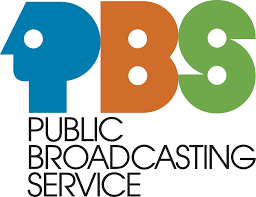 PBS
PUBLIC
BROADCASTING
SERVICE